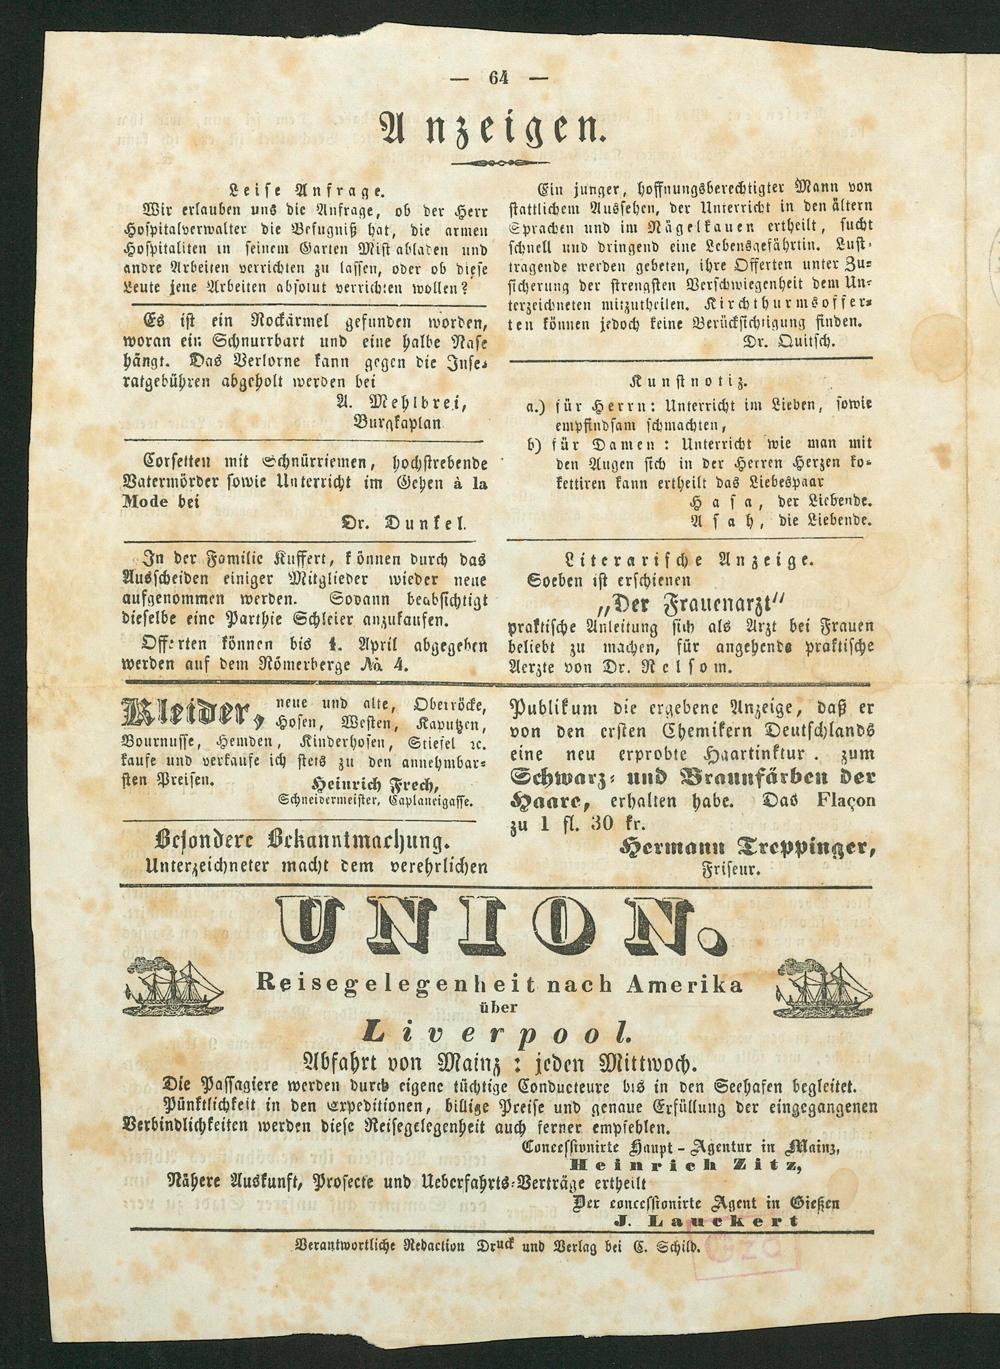 — 64 —
Anzeigen.
Leise Anfrage.
Wir erlauben uns die Anfrage, ob der Herr
Hospitalverwalter die Befugniß hat, die armen
Hospitaliten in seinem Garten Mist abladen und
andre Arbeiten verrichten zu lassen, oder ob diese
Leute jene Arbeiten absolut verrichten wollen?
Es ist ein Rockärmel gefunden worden,
woran ein Schnurrbart und eine halbe Nase
hängt. Das Verlorne kann gegen die Inse-
ratgebühren abgeholt werden bei
A. Mehlbrei,
Burgkaplan
Corsetten mit Schnürriemen, hochstrebende
Vatermörder sowie Unterricht im Gehen à la
Mode bei
Dr. Dunkel.
In der Familie Kuffert, können durch das
Ausscheiden einiger Mitglieder wieder neue
aufgenommen werden. Sodann beabsichtigt
dieselbe eine Parthie Schleier anzukaufen.
Offerten können bis 1. April abgegeben
werden auf dem Römerberge No. 4.
Ein junger, hoffnungsberechtigter Mann von
stattlichem Aussehen, der Unterricht in den ältern
Sprachen und im Nägelkauen ertheilt, sucht
schnell und dringend eine Lebensgefährtin. Lust-
tragende werden gebeten, ihre Offerten unter Zu-
sicherung der strengsten Verschwiegenheit dem Un-
terzeichneten mitzutheilen. Kirchthurmsoffer-
ten können jedoch keine Berücksichtigung finden.
Dr. Quitsch.
Kunstnotiz.
a.) für Herrn: Unterricht im Lieben, sowie
empfindsam schmachten,
b) für Damen: Unterricht wie man mit
den Augen sich in der Herren Herzen ko-
kettiren kann ertheilt das Liebespaar
Hasa, der Liebende.
Asah, die Liebende.
Literarische Anzeige.
Soeben ist erschienen
„Der Frauenarzt"
praktische Anleitung sich als Arzt bei Frauen
beliebt zu machen, für angehende praktische
Aerzte von Dr. Nelsom.
Kleider, neue und alte, Oberröcke,
Hosen, Westen, Kaputzen,
Bournusse, Hemden, Kinderhosen, Stiefel ꝛc.
kaufe und verkaufe ich stets zu den annehmbar-
sten Preisen.
Heinrich Frech,
Schneidermeister, Caplaneigasse.
Besondere Bekanntmachung.
Unterzeichneter macht dem verehrlichen
Publikum die ergebene Anzeige, daß er
von den ersten Chemikern Deutschlands
eine neu erprobte Haartinktur . zum
Schwarz- und Braunfärben der
Haare, erhalten habe. Das Flaçon
zu 1 fl. 30 kr.
Hermann Treppinger,
Friseur.
UNION.
Reisegelegenheit nach Amerika
über
Liverpool.
Abfahrt von Mainz : jeden Mittwoch.
Die Passagiere werden durch eigene tüchtige Conducteure bis in den Seehafen begleitet.
Pünktlichkeit in den Expeditionen, billige Preise und genaue Erfüllung der eingegangenen
Verbindlichkeiten werden diese Reisegelegenheit auch ferner empfehlen.
Concessionirte Haupt-Agentur in Mainz,
Heinrich Zitz,
Nähere Auskunft, Prosecte und Ueberfahrts-Verträge ertheilt
Der concessionirte Agent in Gießen
J. Lauckert
Verantwortliche Redaction Druck und Verlag bei C. Schild.